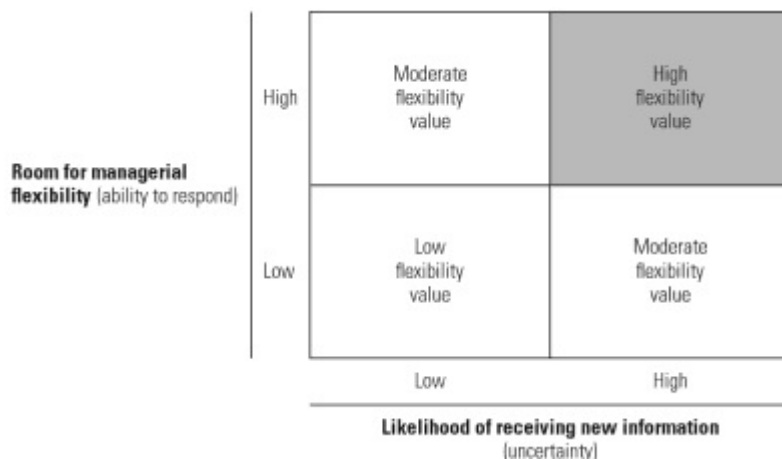 Moderate
flexibility
value
High
flexibility
value
High
Room for managerial
flexibility (ability to respond)
Low
flexibility
value
Moderate
flexibility
value
Low
Low
High
Likelihood of receiving new information
(uncertainty)